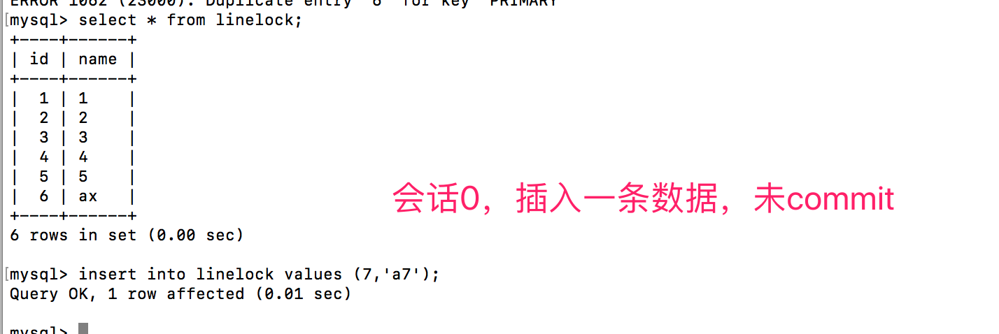 ERROR 1062 (23000): Duplicate entry '6' for key 'PRIMARY'
[mysql> select * from linelock;
+----+------+
| id | name |
+----+------+
|  1 | 1    |
|  2 | 2    |
|  3 | 3    |
|  4 | 4    |
|  5 | 5    |
|  6 | ax   |
会话0，插入一条数据，未commit
+----+------+
6 rows in set (0.00 sec)
[mysql> insert into linelock values (7,'a7');
Query OK, 1 row affected (0.01 sec)
mysql>